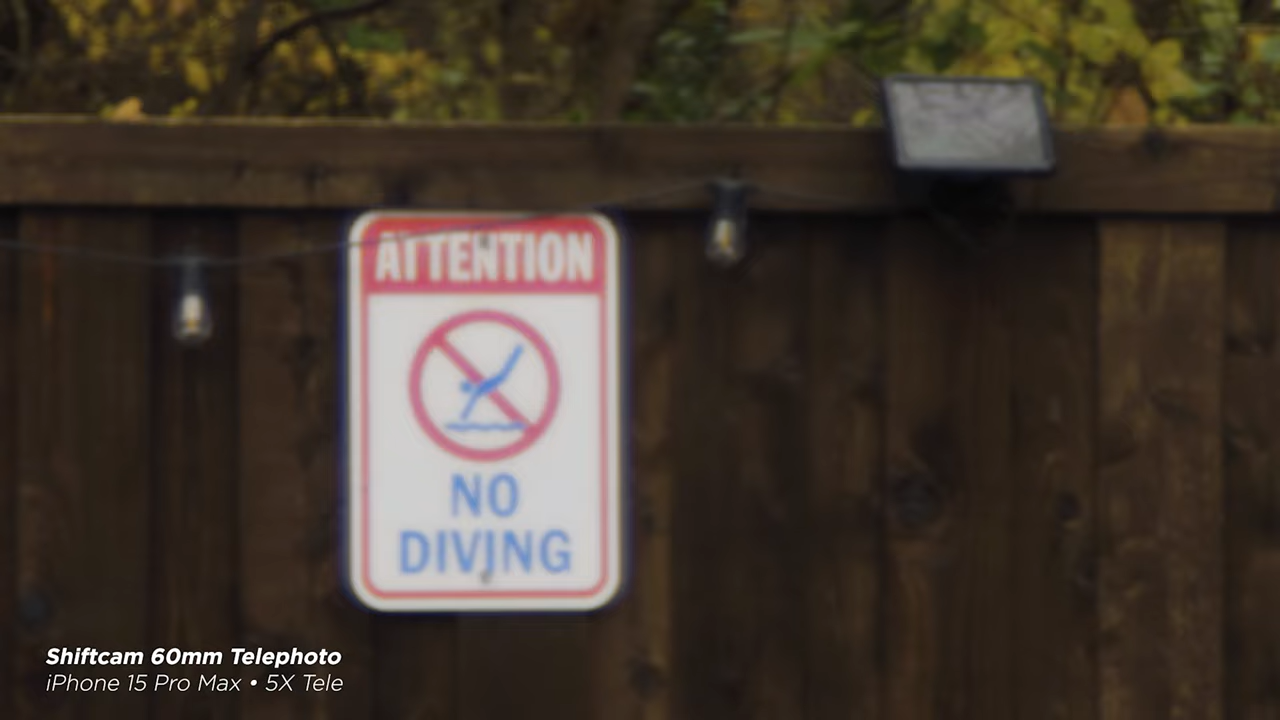 ATTENTION
NO
DIVING
Shiftcam 60mm Telephoto
iPhone 15 Pro Max • 5X Tele